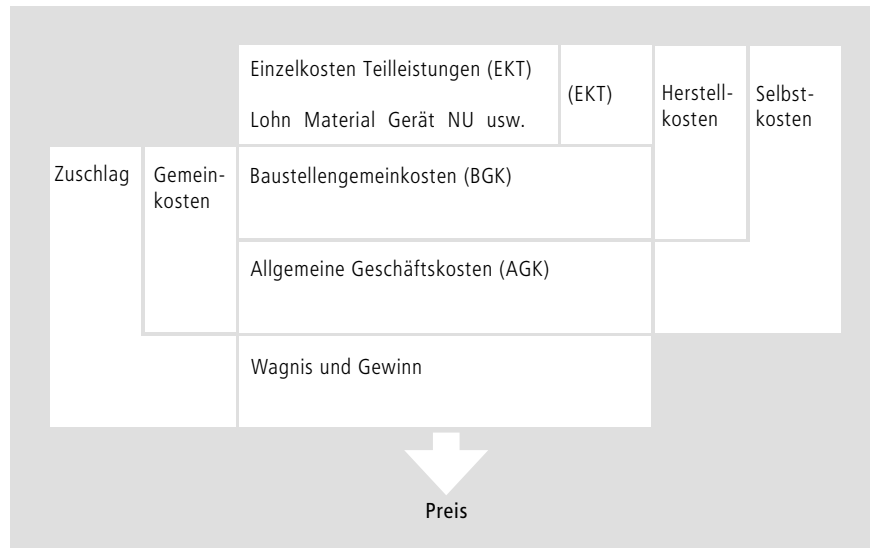 Einzelkosten Teilleistungen (EKT)
Lohn Material Gerät NU usw.
(EKT)
Herstell-
kosten
Selbst-
kosten
Zuschlag
Gemein-
kosten
Baustellengemeinkosten (BGK)
Allgemeine Geschäftskosten (AGK)
Wagnis und Gewinn
Preis